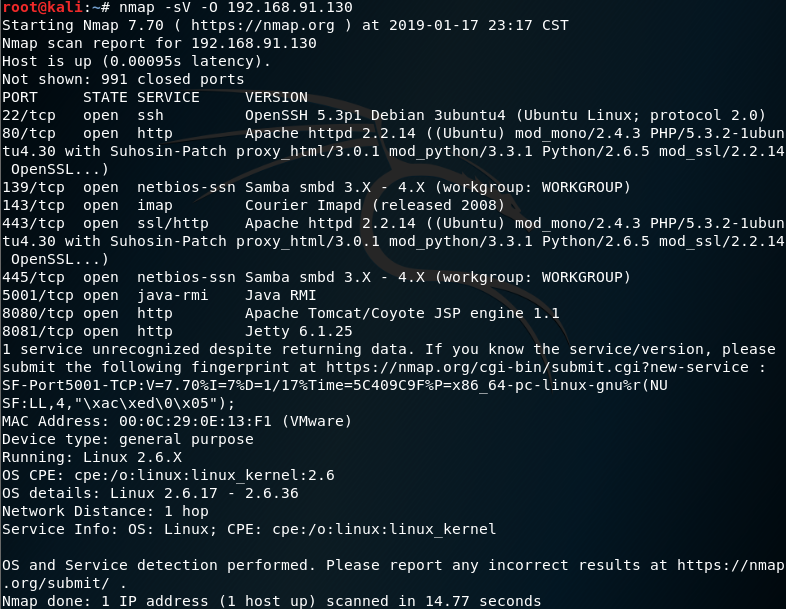 root@kali:~# nmap -sV -O 192.168.91.130
Starting Nmap 7.70 ( https://nmap.org ) at 2019-01-17 23:17 CST
Nmap scan report for 192.168.91.130
Host is up (0.00095s latency).
Not shown: 991 closed ports
PORT     STATE SERVICE     VERSION
22/tcp   open  ssh         OpenSSH 5.3p1 Debian 3ubuntu4 (Ubuntu Linux; protocol 2.0)
80/tcp   open  http        Apache httpd 2.2.14 ((Ubuntu) mod_mono/2.4.3 PHP/5.3.2-1ubun
tu4.30 with Suhosin-Patch proxy_html/3.0.1 mod_python/3.3.1 Python/2.6.5 mod_ssl/2.2.14
 OpenSSL...)
139/tcp  open  netbios-ssn Samba smbd 3.X - 4.X (workgroup: WORKGROUP)
143/tcp  open  imap        Courier Imapd (released 2008)
443/tcp  open  ssl/http    Apache httpd 2.2.14 ((Ubuntu) mod_mono/2.4.3 PHP/5.3.2-1ubun
tu4.30 with Suhosin-Patch proxy_html/3.0.1 mod_python/3.3.1 Python/2.6.5 mod_ssl/2.2.14
 OpenSSL...)
445/tcp  open  netbios-ssn Samba smbd 3.X - 4.X (workgroup: WORKGROUP)
5001/tcp open  java-rmi    Java RMI
8080/tcp open  http        Apache Tomcat/Coyote JSP engine 1.1
8081/tcp open  http        Jetty 6.1.25
1 service unrecognized despite returning data. If you know the service/version, please
submit the following fingerprint at https://nmap.org/cgi-bin/submit.cgi?new-service :
SF-Port5001-TCP:V=7.70%I=7%D=1/17%Time=5C409C9F%P=x86_64-pc-linux-gnu%r(NU
SF:LL,4,"\xac\xed\0\x05");
MAC Address: 00:0C:29:0E:13:F1 (VMware)
Device type: general purpose
Running: Linux 2.6.X
OS CPE: cpe:/o:linux:linux_kernel:2.6
OS details: Linux 2.6.17 - 2.6.36
Network Distance: 1 hop
Service Info: OS: Linux; CPE: cpe:/o:linux:linux_kernel

OS and Service detection performed. Please report any incorrect results at https://nmap
.org/submit/ .
Nmap done: 1 IP address (1 host up) scanned in 14.77 seconds